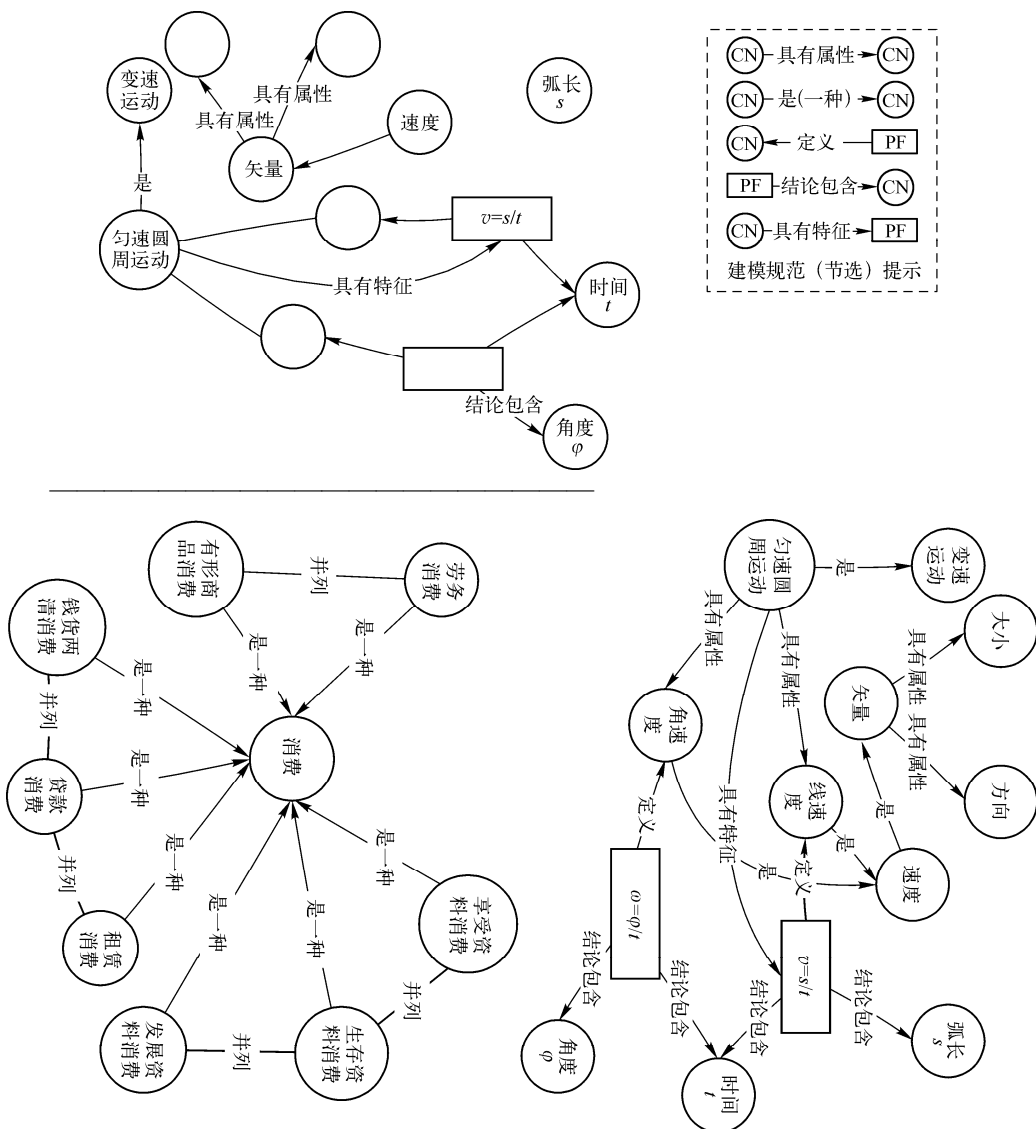 变速
运动
具有属性
具有属性
速度
弧长
s
矢量
是
匀速圆
周运动
v=s/t
具有特征
时间
t
结论包含
角度
φ
CN 具有属性 CN
CN 是(一种) CN
CN 定义 PF
PF 结论包含 CN
CN 具有特征 PF
建模规范（节选）提示
有形商
品消费
并列
劳务
消费
钱货两
清消费
是一种
是一种
是一种
并列
消费
贷款
消费
是一种
并列
租赁
消费
是一种
是一种
是一种
是一种
享受资
料消费
并列
发展资
料消费
并列
生存资
料消费
匀速圆
周运动
是
变速
运动
具有属性
具有属性
具有特征
大小
具有属性
矢量
具有属性
方向
角速
度
线速
度
是
是
速度
定义
定义
是
ω=φ/t
v=s/t
结论包含
结论包含
结论包含
结论包含
角度
φ
时间
t
弧长
s